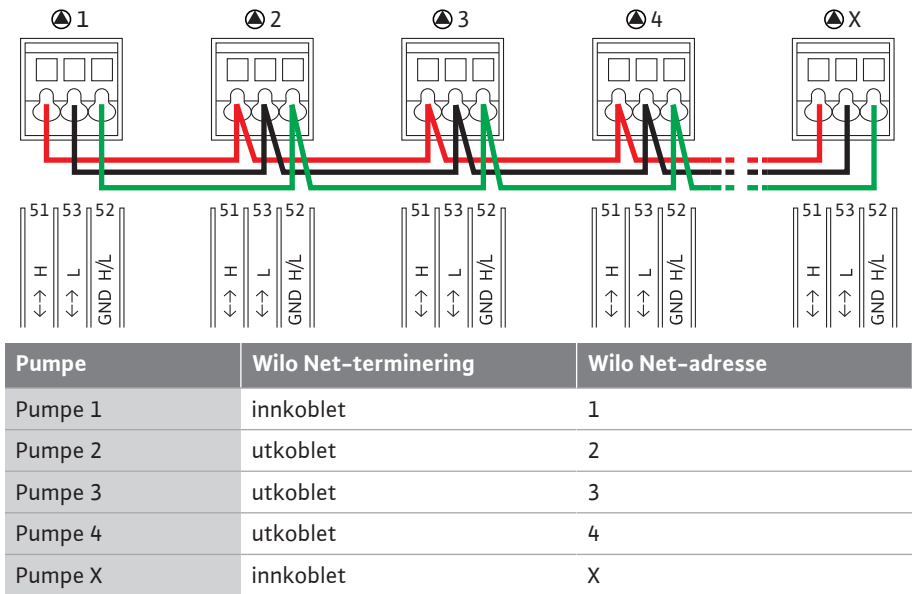 1 2 3 4 X
51 53 52 51 53 52 51 53 52 51 53 52 51 53 52
<-> H <-> L GND H/L <-> H <-> L GND H/L <-> H <-> L GND H/L <-> H <-> L GND H/L <-> H <-> L GND H/L
Pumpe Wilo Net-terminering Wilo Net-adresse
Pumpe 1 innkoblet 1
Pumpe 2 utkoblet 2
Pumpe 3 utkoblet 3
Pumpe 4 utkoblet 4
Pumpe X innkoblet X